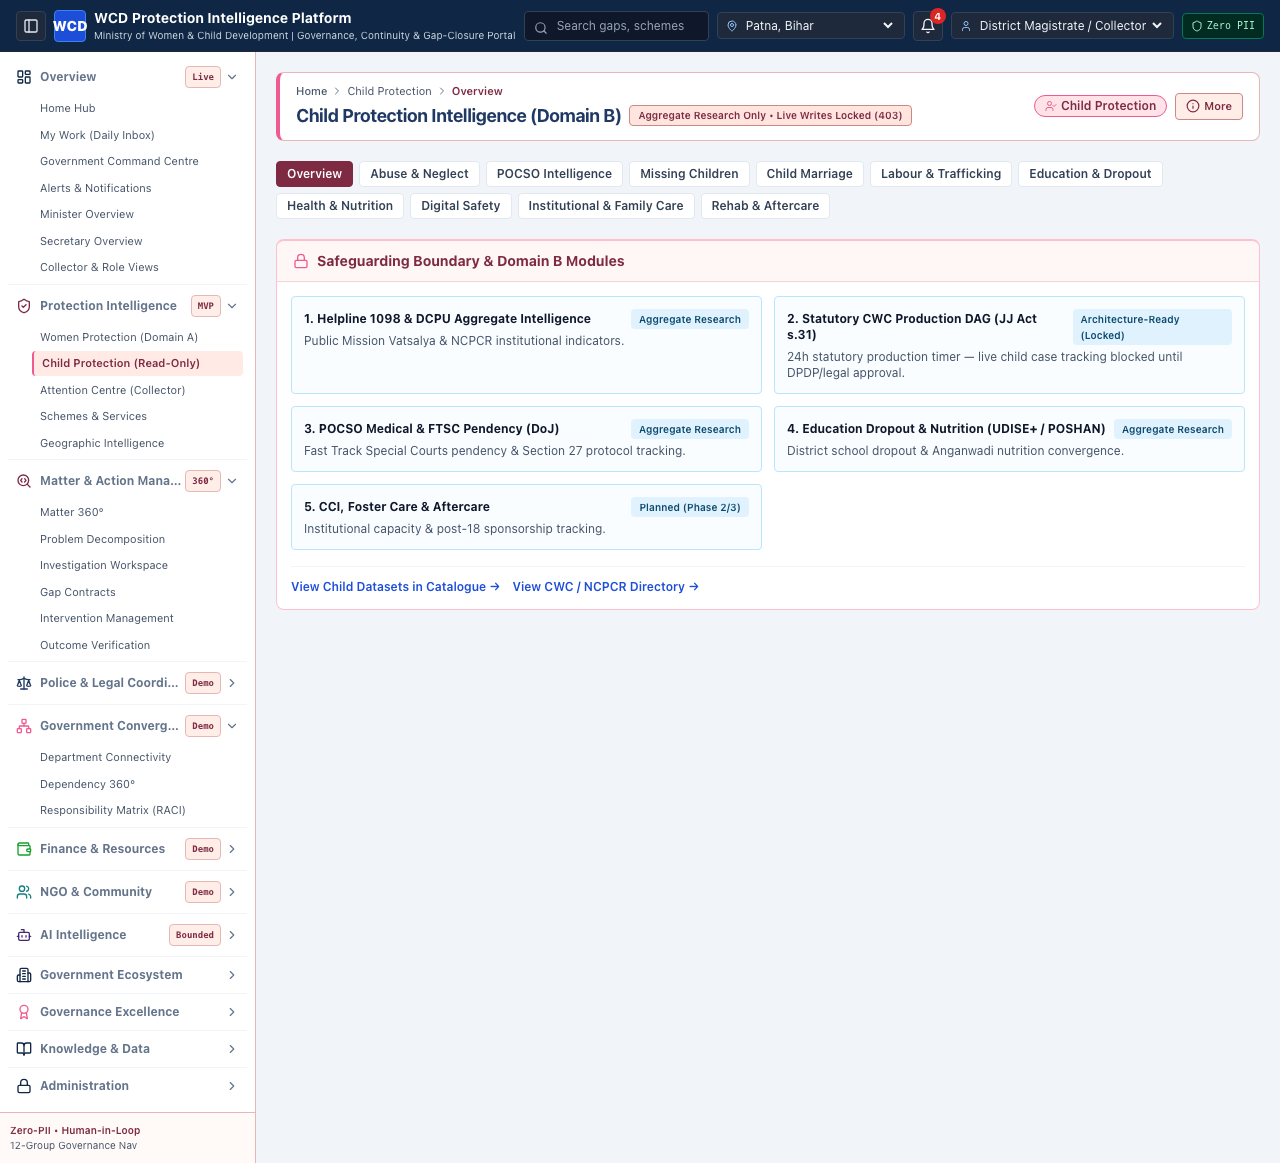 WCD
WCD Protection Intelligence Platform
Ministry of Women & Child Development | Governance, Continuity & Gap-Closure Portal
Search gaps, schemes
Patna, Bihar
4
District Magistrate / Collector
Zero PII
Overview
Live
Home Hub
My Work (Daily Inbox)
Government Command Centre
Alerts & Notifications
Minister Overview
Secretary Overview
Collector & Role Views
Protection Intelligence
MVP
Women Protection (Domain A)
Child Protection (Read-Only)
Attention Centre (Collector)
Schemes & Services
Geographic Intelligence
Matter & Action Mana...
360°
Matter 360°
Problem Decomposition
Investigation Workspace
Gap Contracts
Intervention Management
Outcome Verification
Police & Legal Coordi...
Demo
Government Converg...
Demo
Department Connectivity
Dependency 360°
Responsibility Matrix (RACI)
Finance & Resources
Demo
NGO & Community
Demo
AI Intelligence
Bounded
Government Ecosystem
Governance Excellence
Knowledge & Data
Administration
Zero-PII • Human-in-Loop
12-Group Governance Nav
Home > Child Protection > Overview
Child Protection Intelligence (Domain B)
Aggregate Research Only • Live Writes Locked (403)
Child Protection
More
Overview
Abuse & Neglect
POCSO Intelligence
Missing Children
Child Marriage
Labour & Trafficking
Education & Dropout
Health & Nutrition
Digital Safety
Institutional & Family Care
Rehab & Aftercare
Safeguarding Boundary & Domain B Modules
1. Helpline 1098 & DCPU Aggregate Intelligence
Aggregate Research
Public Mission Vatsalya & NCPCR institutional indicators.
2. Statutory CWC Production DAG (JJ Act
s.31)
Architecture-Ready
(Locked)
24h statutory production timer — live child case tracking blocked until
DPDP/legal approval.
3. POCSO Medical & FTSC Pendency (DoJ)
Aggregate Research
Fast Track Special Courts pendency & Section 27 protocol tracking.
4. Education Dropout & Nutrition (UDISE+ / POSHAN)
Aggregate Research
District school dropout & Anganwadi nutrition convergence.
5. CCI, Foster Care & Aftercare
Planned (Phase 2/3)
Institutional capacity & post-18 sponsorship tracking.
View Child Datasets in Catalogue →
View CWC / NCPCR Directory →